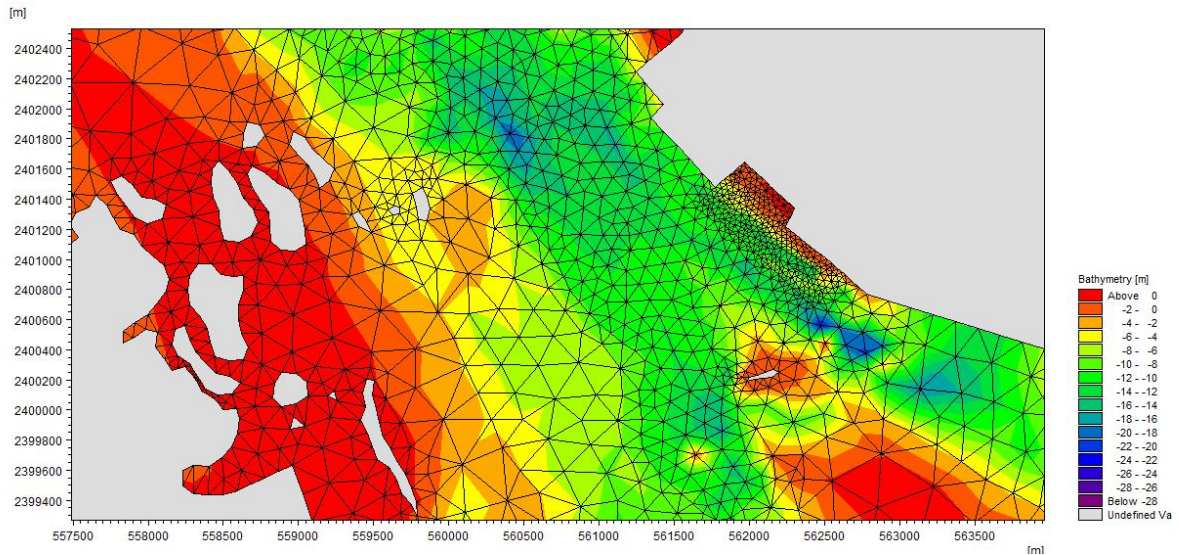 [m]
2402400
2402200
2402000
2401800
2401600
2401400
2401200
2401000
2400800
2400600
2400400
2400200
2400000
2399800
2399600
2399400
557500 558000 558500 559000 559500 560000 560500 561000 561500 562000 562500 563000 563500
[m]
Bathymetry [m]
Above 0
-2 - 0
-4 - -2
-6 - -4
-8 - -6
-10 - -8
-12 - -10
-14 - -12
-16 - -14
-18 - -16
-20 - -18
-22 - -20
-24 - -22
-26 - -24
-28 - -26
Below -28
Undefined Va